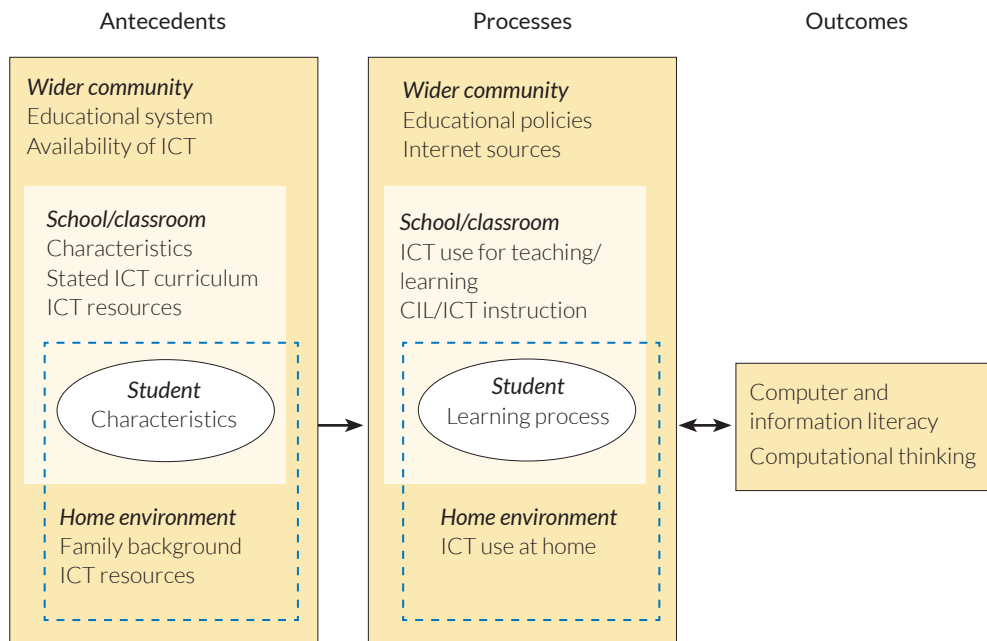 Antecedents
Processes
Outcomes
Wider community
Educational system
Availability of ICT
School/classroom
Characteristics
Stated ICT curriculum
ICT resources
Student
Characteristics
Home environment
Family background
ICT resources
Wider community
Educational policies
Internet sources
School/classroom
ICT use for teaching/
learning
CIL/ICT instruction
Student
Learning process
Home environment
ICT use at home
Computer and
information literacy
Computational thinking